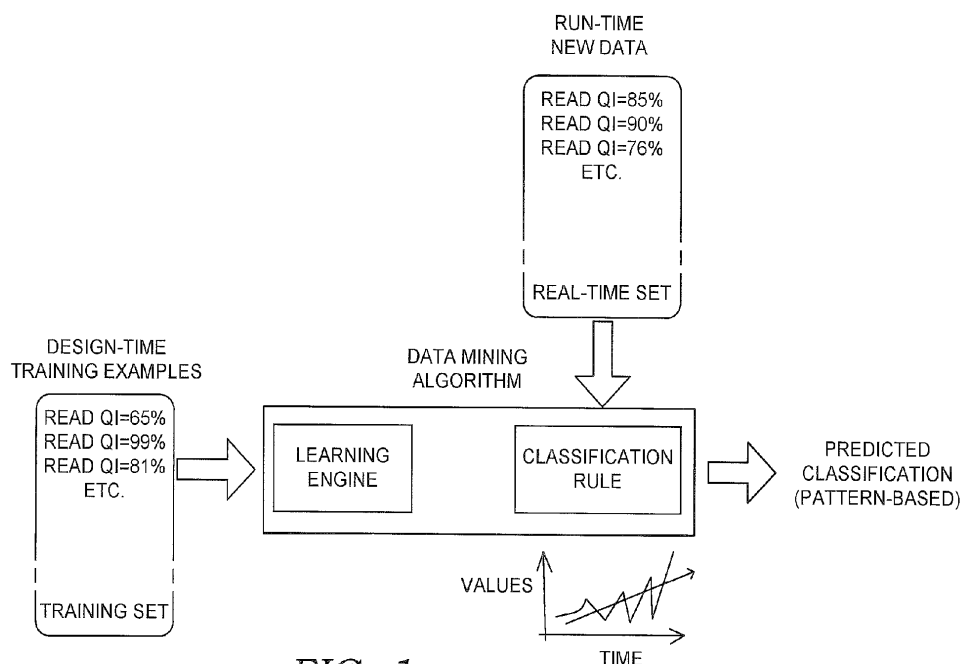 RUN-TIME
NEW DATA
READ QI=85%
READ QI=90%
READ QI=76%
ETC.
REAL-TIME SET
DESIGN-TIME
TRAINING EXAMPLES
READ QI=65%
READ QI=99%
READ QI=81%
ETC.
TRAINING SET
DATA MINING
ALGORITHM
LEARNING
ENGINE
CLASSIFICATION
RULE
PREDICTED
CLASSIFICATION
(PATTERN-BASED)
VALUES
TIME
FIG. 1